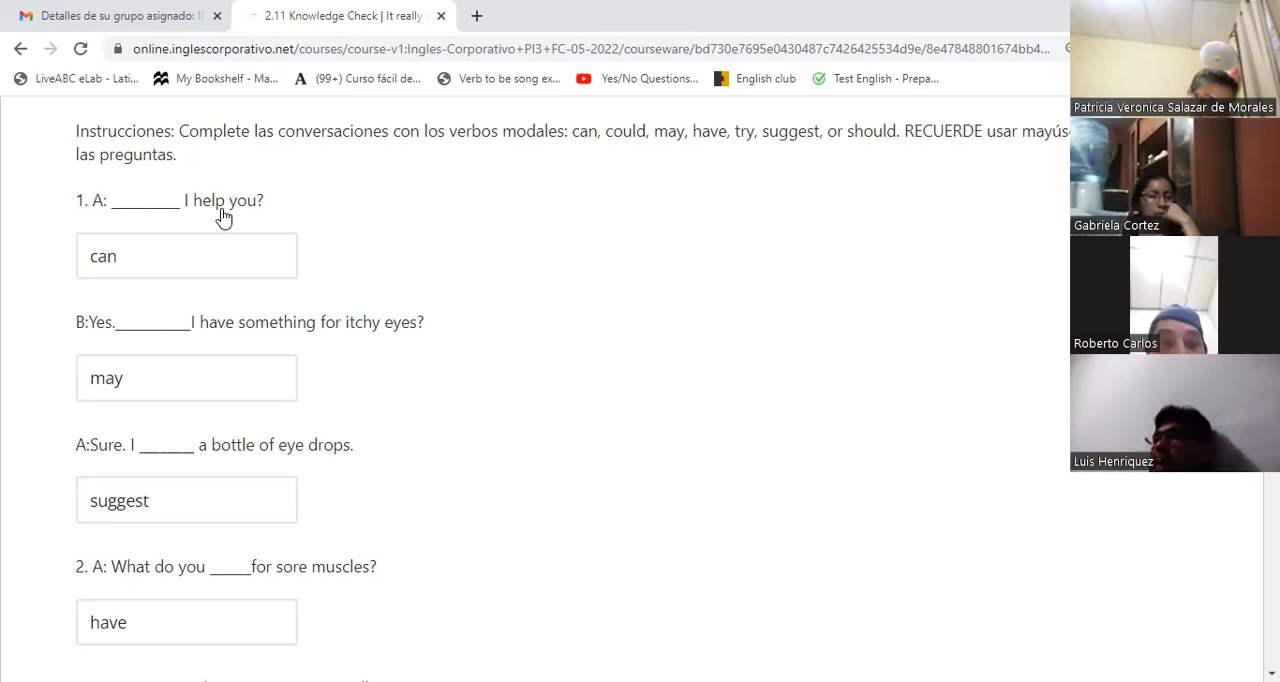 Detalles de su grupo asignado: I
2.11 Knowledge Check | It really
online.inglescorporativo.net/courses/course-v1:Ingles-Corporativo+PI3+FC-05-2022/courseware/bd730e7695e0430487c7426425534d9e/8e47848801674bb4...
LiveABC eLab - Lati... My Bookshelf - Ma... (99+) Curso fácil de... Verb to be song ex... Yes/No Questions... English club Test English - Prepa...
Instrucciones: Complete las conversaciones con los verbos modales: can, could, may, have, try, suggest, or should. RECUERDE usar mayús
las preguntas.
1. A: ________ I help you?
can
B:Yes._________I have something for itchy eyes?
may
A:Sure. I ______ a bottle of eye drops.
suggest
2. A: What do you _____for sore muscles?
have
Patricia Veronica Salazar de Morales
Gabriela Cortez
Roberto Carlos
Luis Henriquez